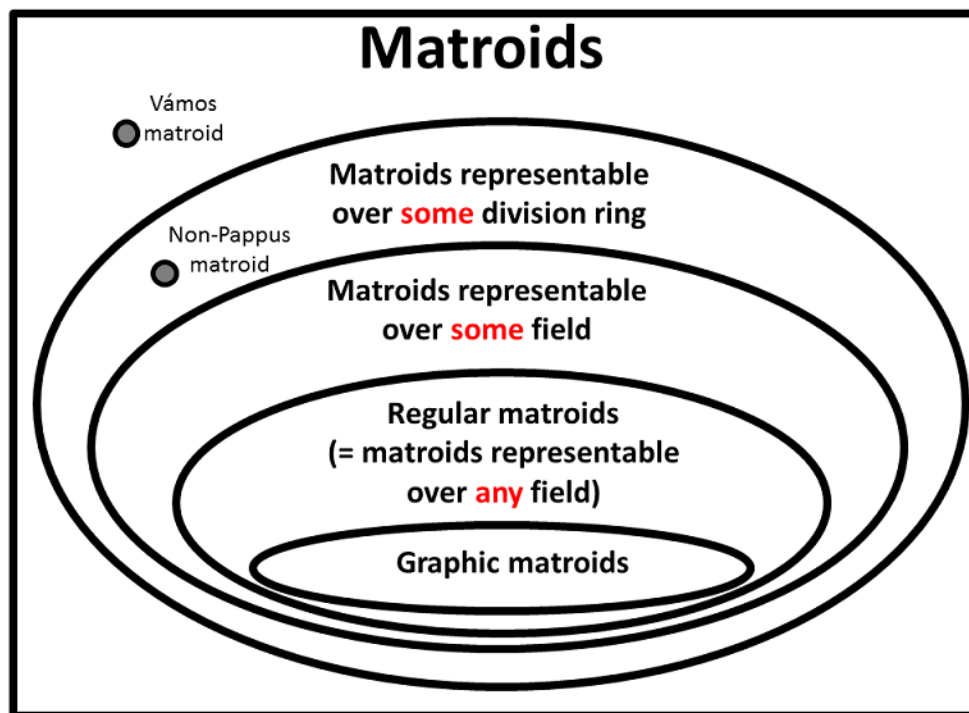 Matroids
Vámos
matroid
Matroids representable
over some division ring
Non-Pappus
matroid
Matroids representable
over some field
Regular matroids
(= matroids representable
over any field)
Graphic matroids